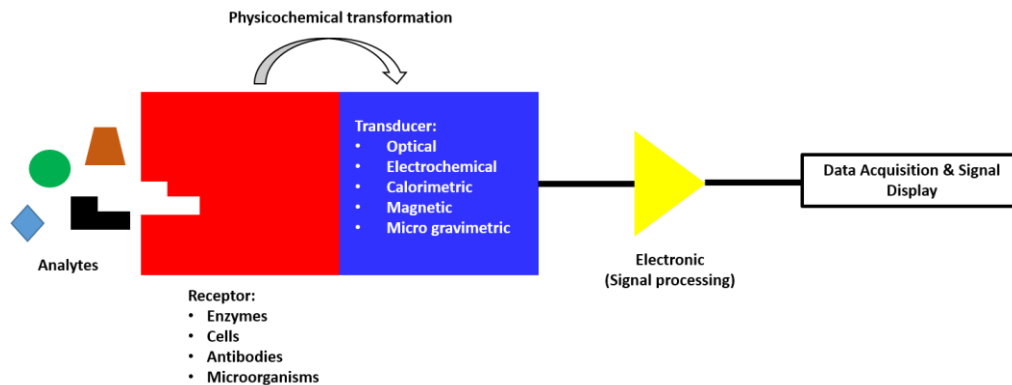 Physicochemical transformation
Transducer:
• Optical
• Electrochemical
• Calorimetric
• Magnetic
• Micro gravimetric
Data Acquisition & Signal
Display
Analytes
Electronic
(Signal processing)
Receptor:
• Enzymes
• Cells
• Antibodies
• Microorganisms